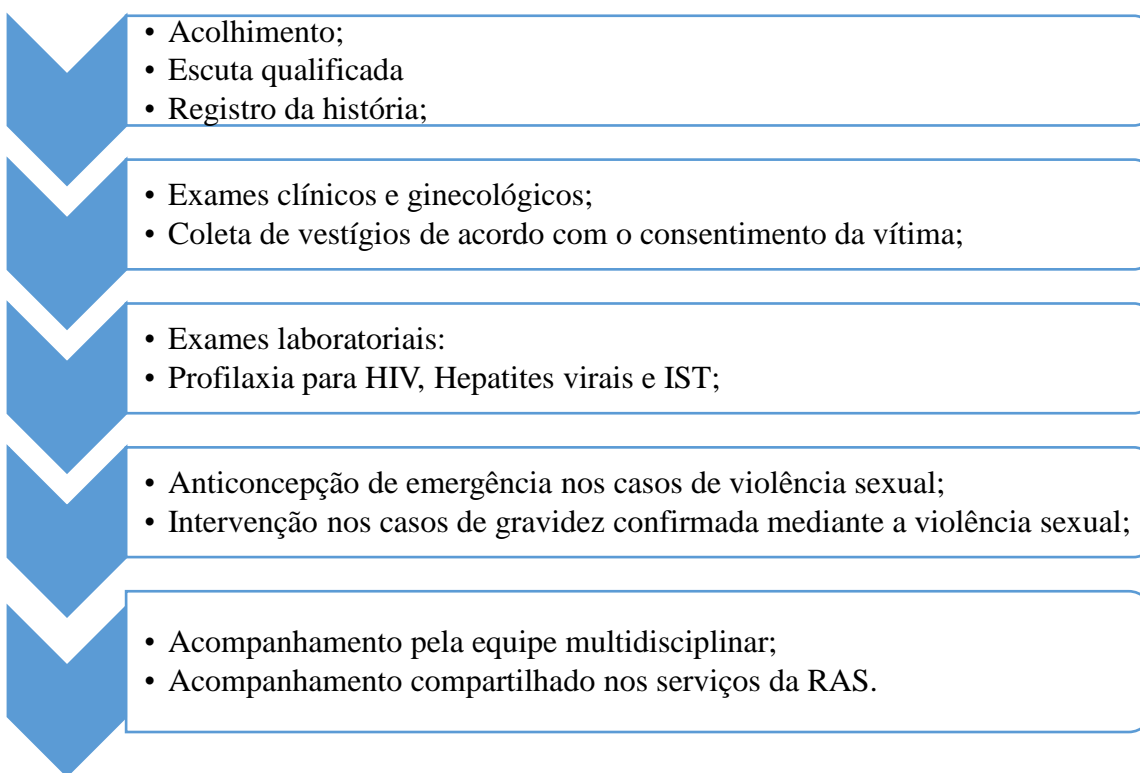 • Acolhimento;
• Escuta qualificada
• Registro da história;
• Exames clínicos e ginecológicos;
• Coleta de vestígios de acordo com o consentimento da vítima;
• Exames laboratoriais:
• Profilaxia para HIV, Hepatites virais e IST;
• Anticoncepção de emergência nos casos de violência sexual;
• Intervenção nos casos de gravidez confirmada mediante a violência sexual;
• Acompanhamento pela equipe multidisciplinar;
• Acompanhamento compartilhado nos serviços da RAS.